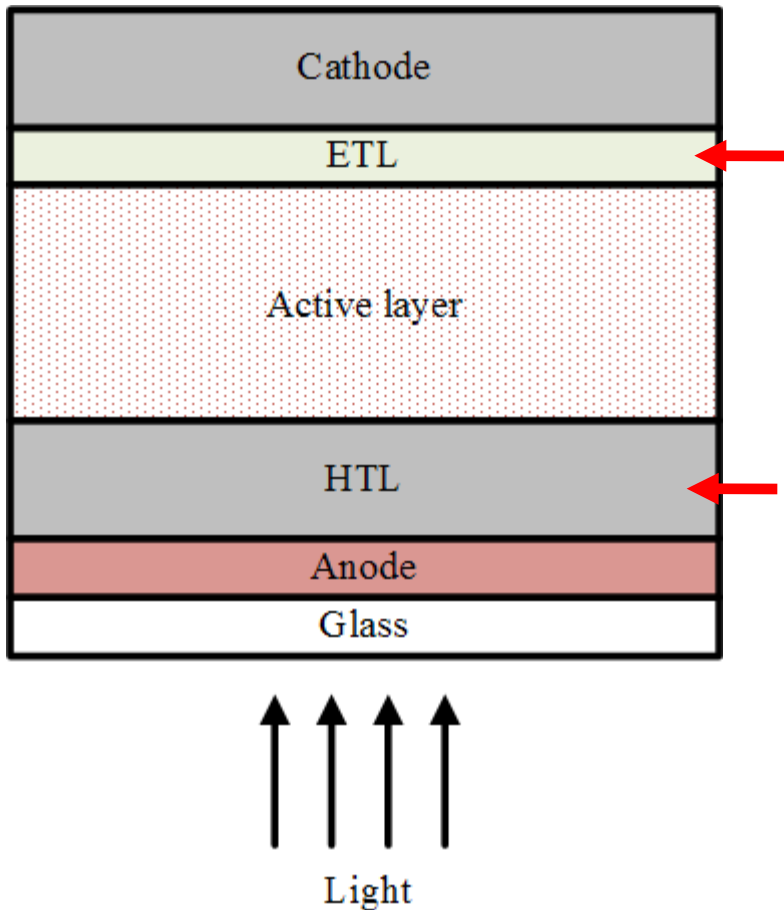 Cathode
ETL
Active layer
HTL
Anode
Glass
Light